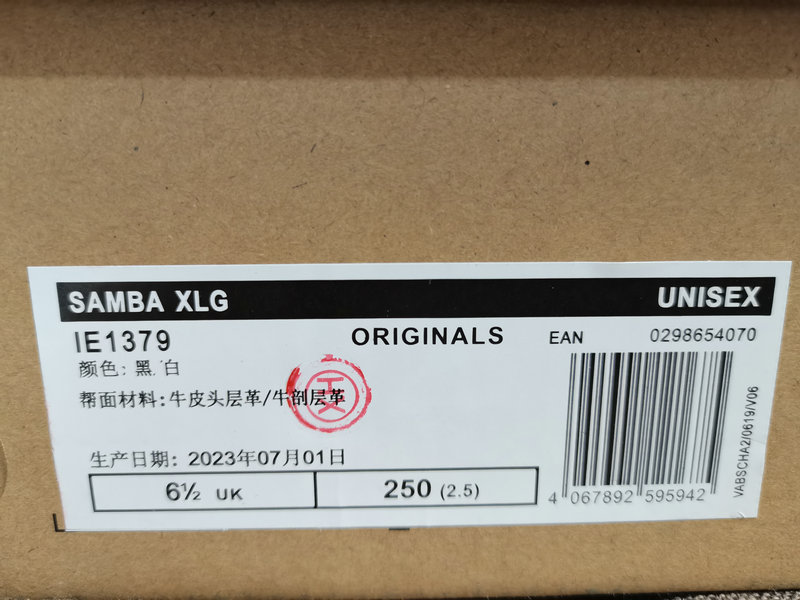 SAMBA XLG UNISEX
IE1379 ORIGINALS EAN 0298654070
颜色: 黑/白
帮面材料: 牛皮头层革/牛剖层革
生产日期: 2023年07月01日
6½ UK 250 (2.5)
4 067892 595942
VABSCHA2/0619/V06